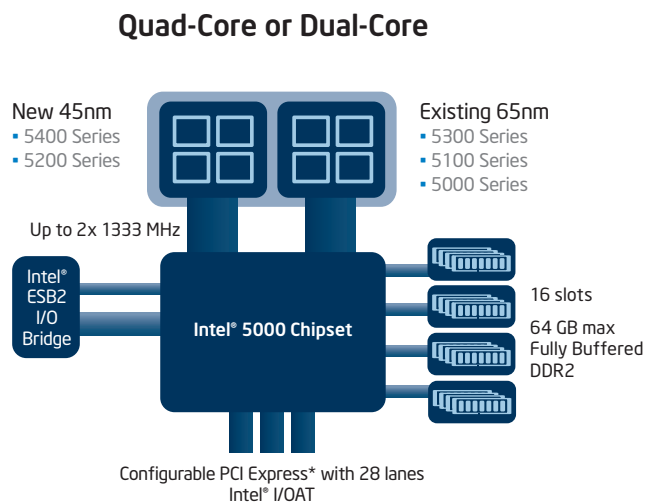 Quad-Core or Dual-Core
New 45nm
▪ 5400 Series
▪ 5200 Series
Existing 65nm
▪ 5300 Series
▪ 5100 Series
▪ 5000 Series
Up to 2x 1333 MHz
Intel®
ESB2
I/O
Bridge
Intel® 5000 Chipset
16 slots
64 GB max
Fully Buffered
DDR2
Configurable PCI Express* with 28 lanes
Intel® I/OAT